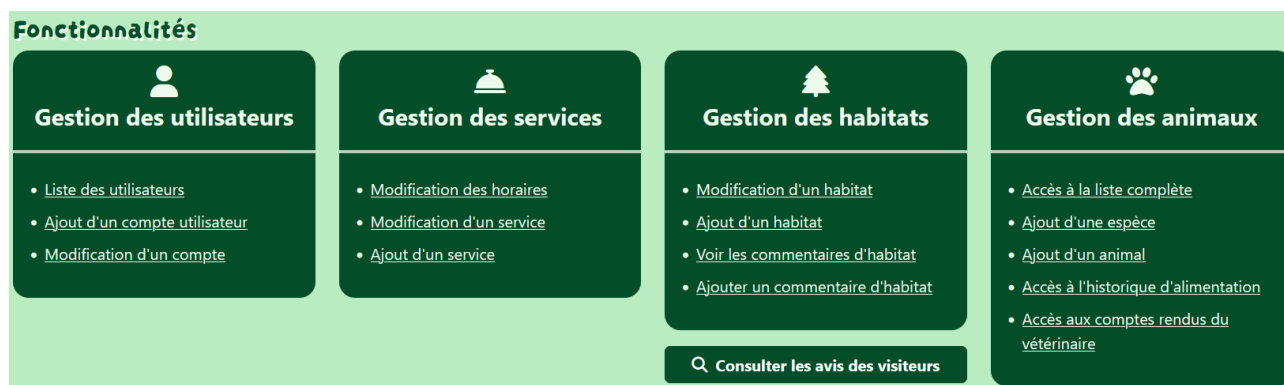 Fonctionnalités
Gestion des utilisateurs
Liste des utilisateurs
Ajout d'un compte utilisateur
Modification d'un compte
Gestion des services
Modification des horaires
Modification d'un service
Ajout d'un service
Gestion des habitats
Modification d'un habitat
Ajout d'un habitat
Voir les commentaires d'habitat
Ajouter un commentaire d'habitat
Consulter les avis des visiteurs
Gestion des animaux
Accès à la liste complète
Ajout d'une espèce
Ajout d'un animal
Accès à l'historique d'alimentation
Accès aux comptes rendus du
vétérinaire